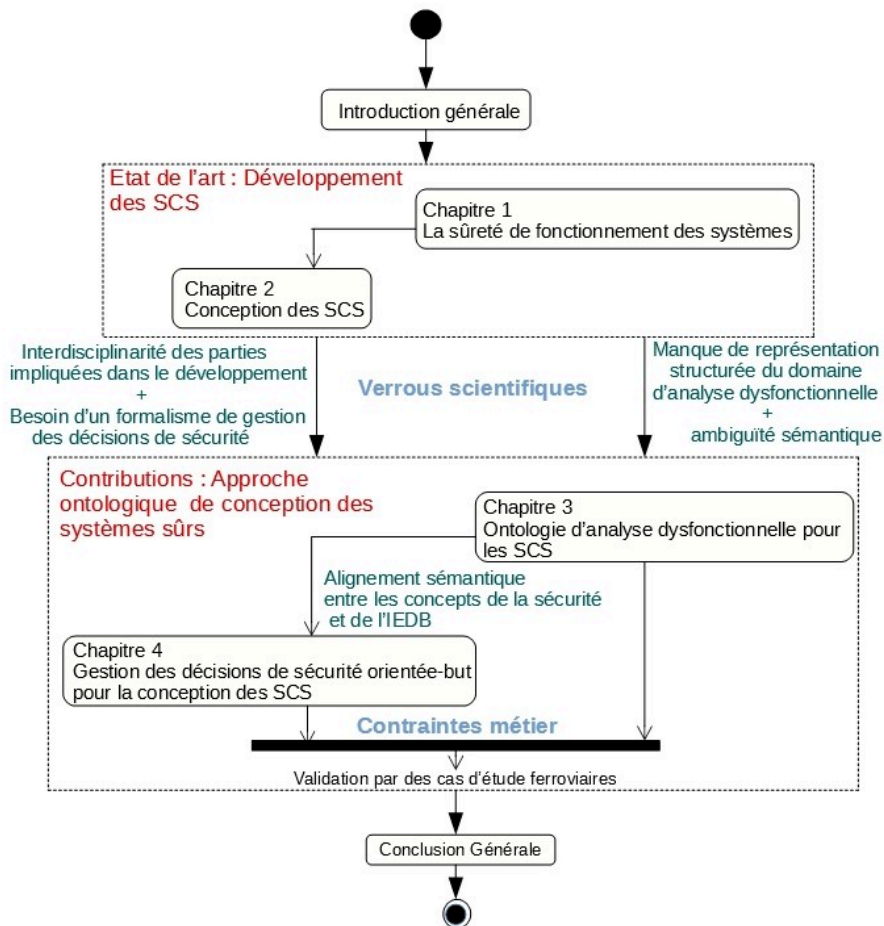 Introduction générale
Etat de l'art : Développement
des SCS
Chapitre 1
La sûreté de fonctionnement des systèmes
Chapitre 2
Conception des SCS
Interdisciplinarité des parties
impliquées dans le développement
+
Besoin d'un formalisme de gestion
des décisions de sécurité
Verrous scientifiques
Manque de représentation
structurée du domaine
d'analyse dysfonctionnelle
+
ambiguïté sémantique
Contributions : Approche
ontologique de conception des
systèmes sûrs
Chapitre 3
Ontologie d'analyse dysfonctionnelle pour
les SCS
Alignement sémantique
entre les concepts de la sécurité
et de l'IEDB
Chapitre 4
Gestion des décisions de sécurité orientée-but
pour la conception des SCS
Contraintes métier
Validation par des cas d'étude ferroviaires
Conclusion Générale